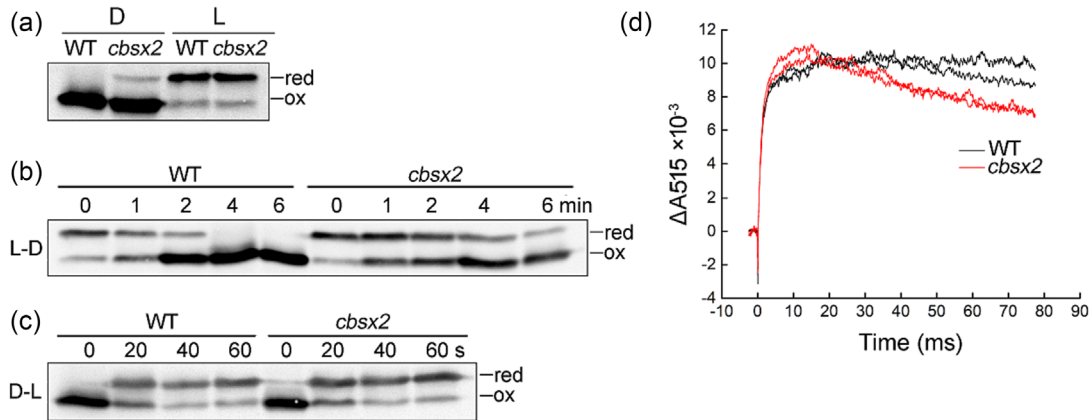 (a)
D L
WT cbsx2 WT cbsx2
red
ox
(b)
WT cbsx2
0 1 2 4 6 0 1 2 4 6 min
L-D
red
ox
(c)
WT cbsx2
0 20 40 60 0 20 40 60 s
D-L
red
ox
(d)
ΔA515 ×10-3
12
10
8
6
4
2
0
-2
-4
WT
cbsx2
-10 0 10 20 30 40 50 60 70 80 90
Time (ms)